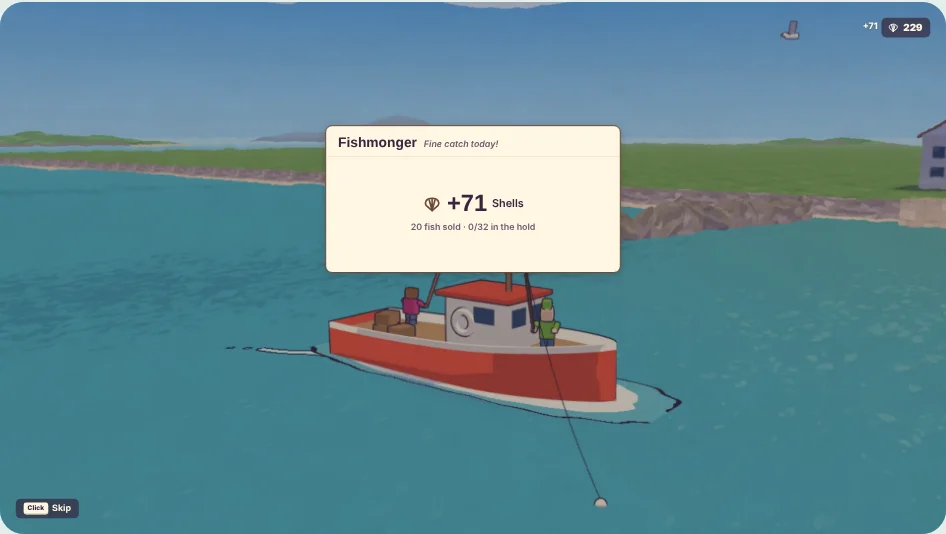 +71 229
Fishmonger Fine catch today!
+71 Shells
20 fish sold · 0/32 in the hold
Click Skip